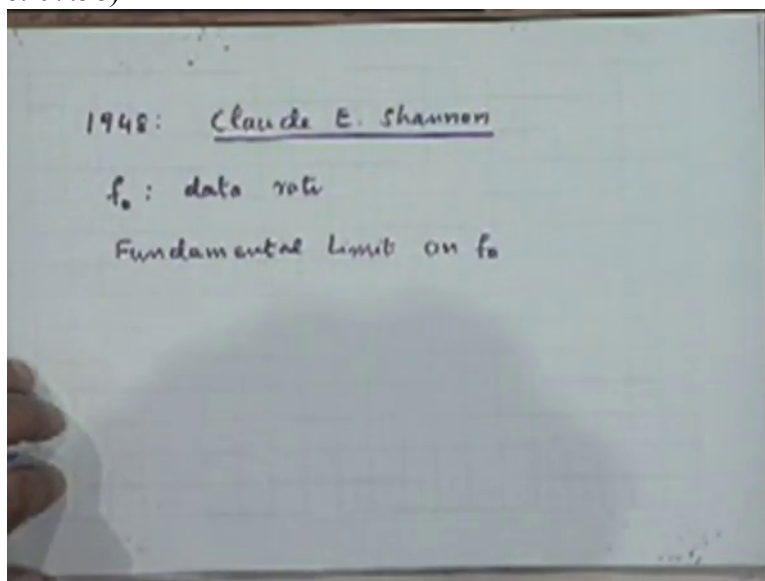 1948: Claude E. Shannon
f₀: data rate
Fundamental Limit on f₀